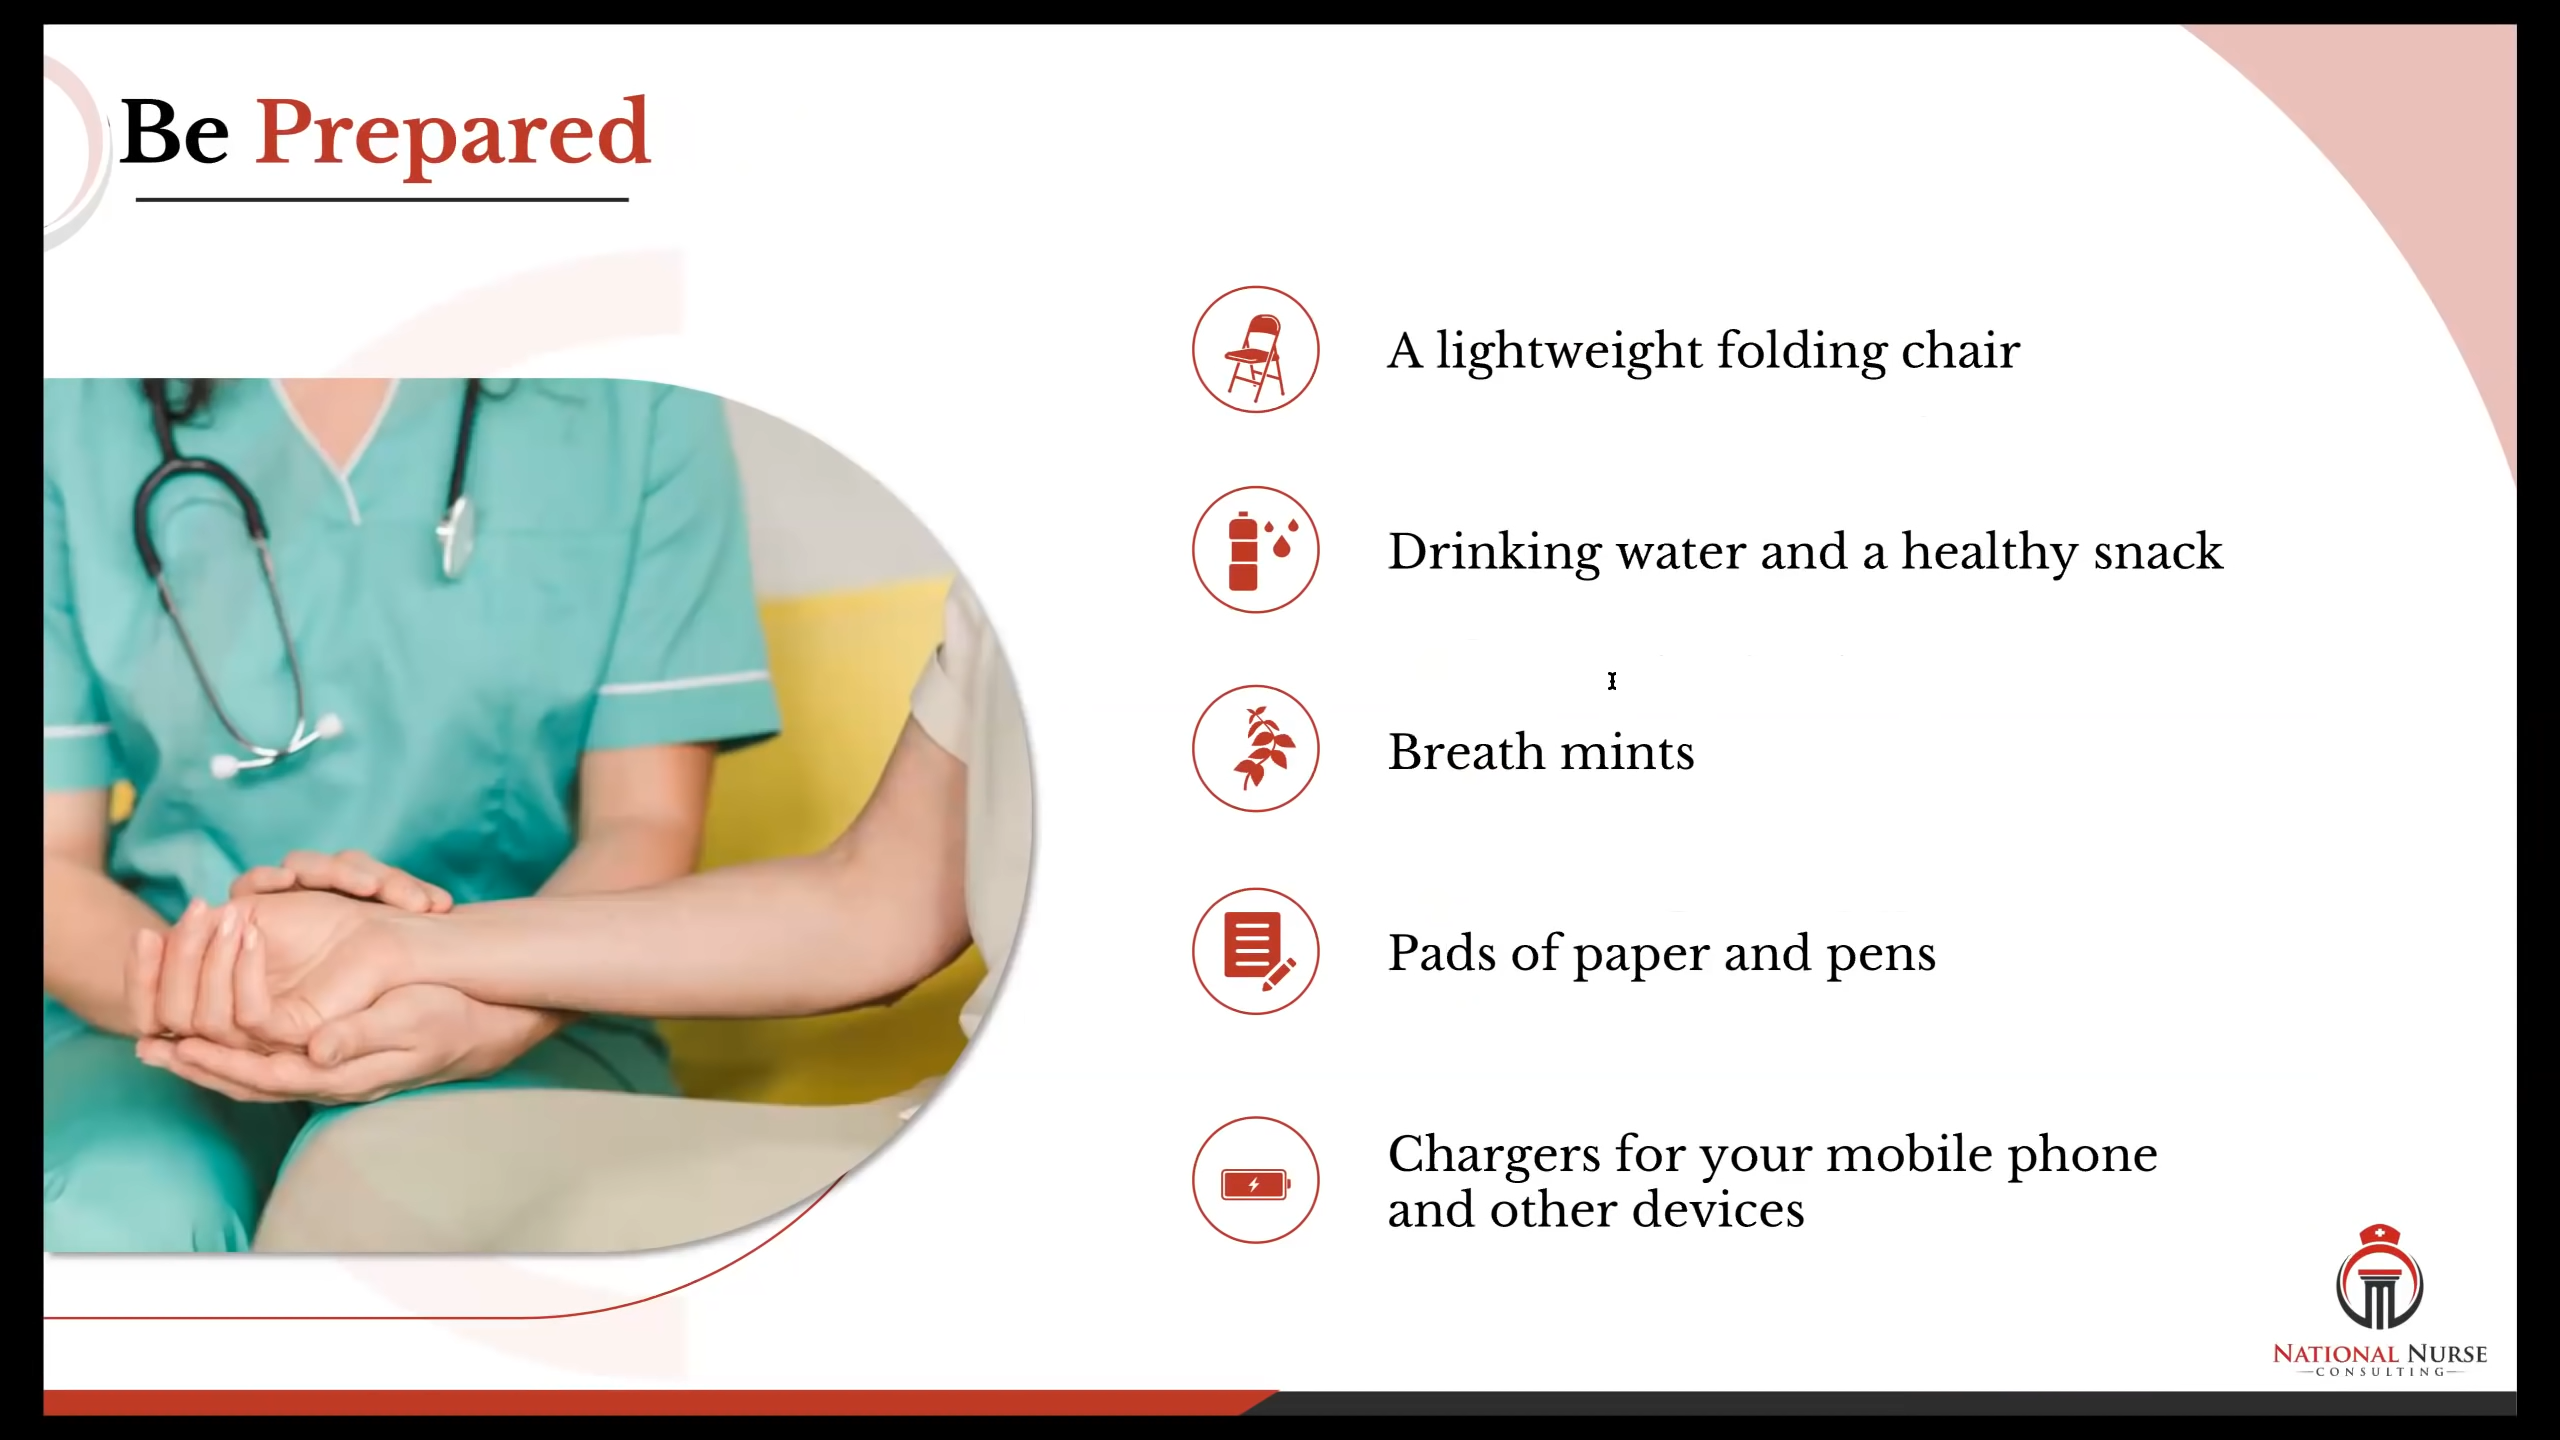 Be Prepared
A lightweight folding chair
Drinking water and a healthy snack
Breath mints
Pads of paper and pens
Chargers for your mobile phone
and other devices
NATIONAL NURSE
CONSULTING